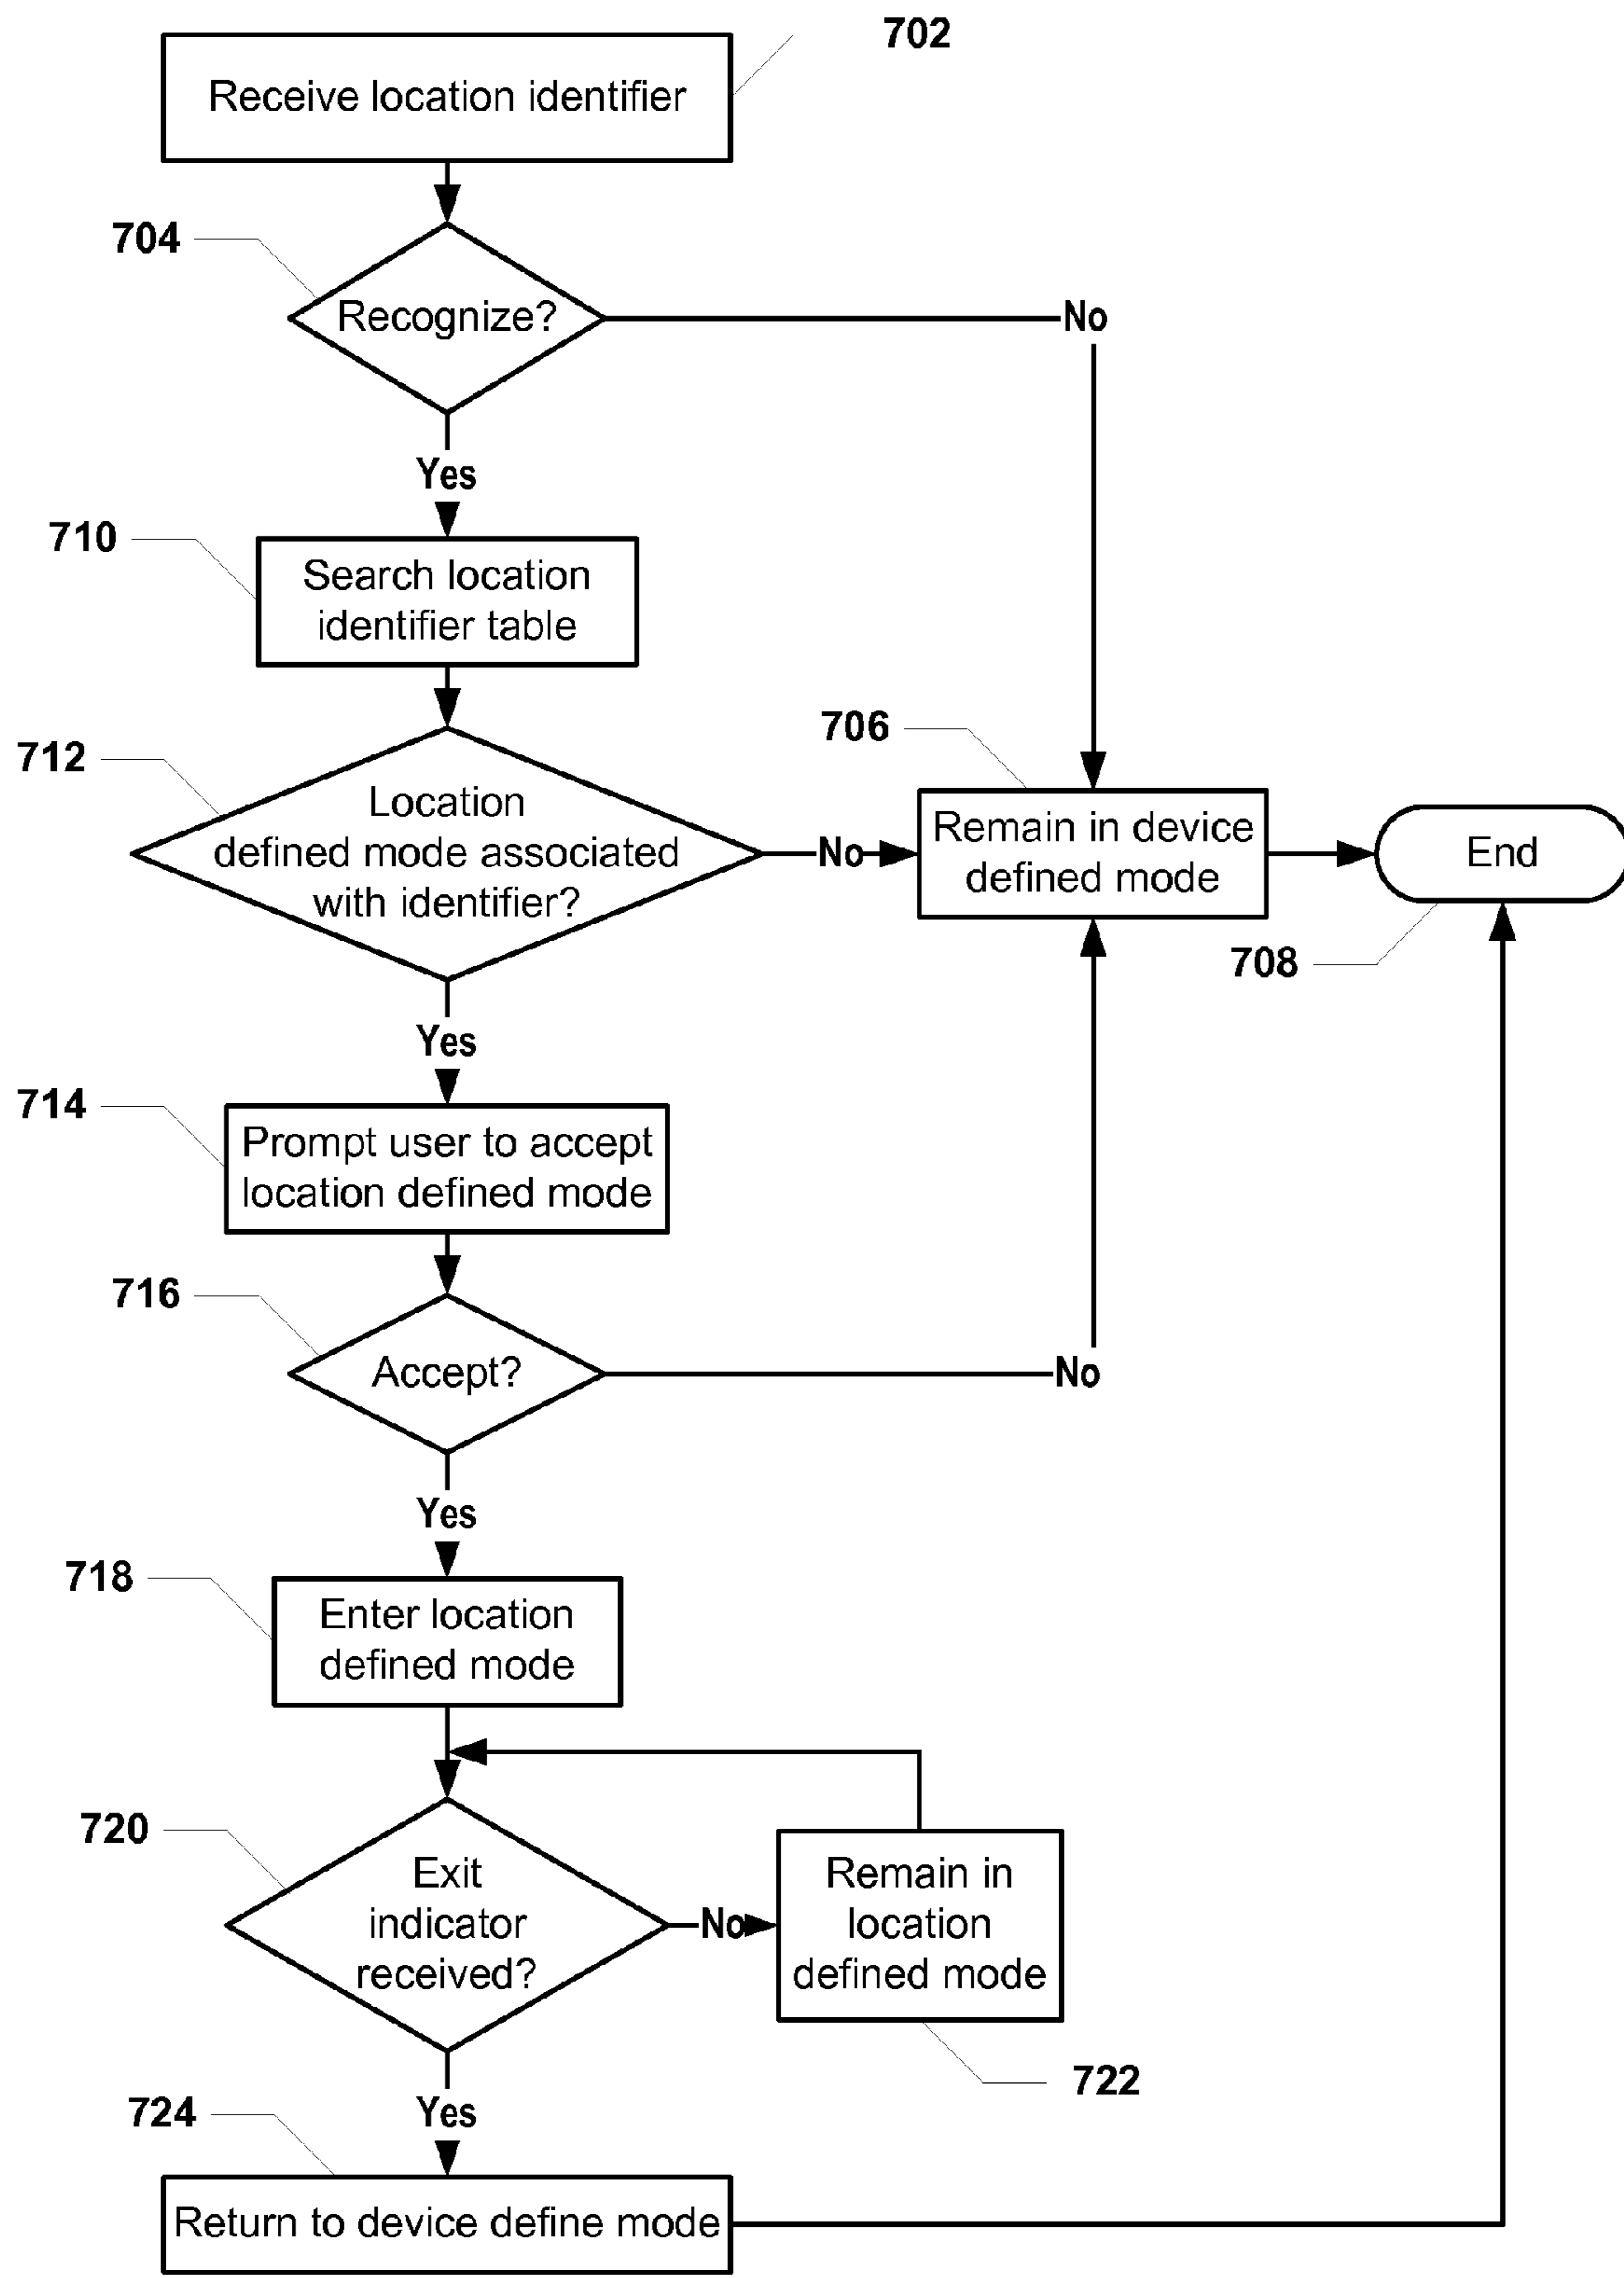 702
Receive location identifier
704
Recognize?
No
Yes
710
Search location
identifier table
706
712
Location
defined mode associated
with identifier?
No
Remain in device
defined mode
End
708
Yes
714
Prompt user to accept
location defined mode
716
Accept?
No
Yes
718
Enter location
defined mode
720
Exit
indicator
received?
No
Remain in
location
defined mode
722
Yes
724
Return to device define mode